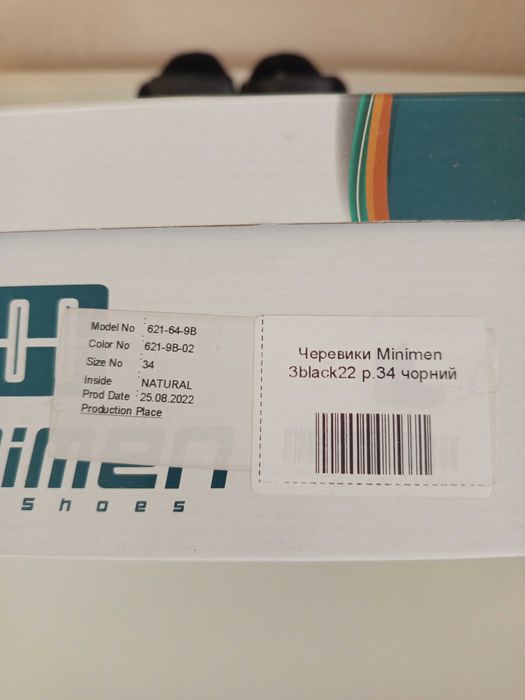 Model No : 621-64-9B
Color No : 621-9B-02
Size No : 34
Inside : NATURAL
Prod Date : 25.08.2022
Production Place
Черевики Minimen
3black22 р.34 чорний
imen
shoes